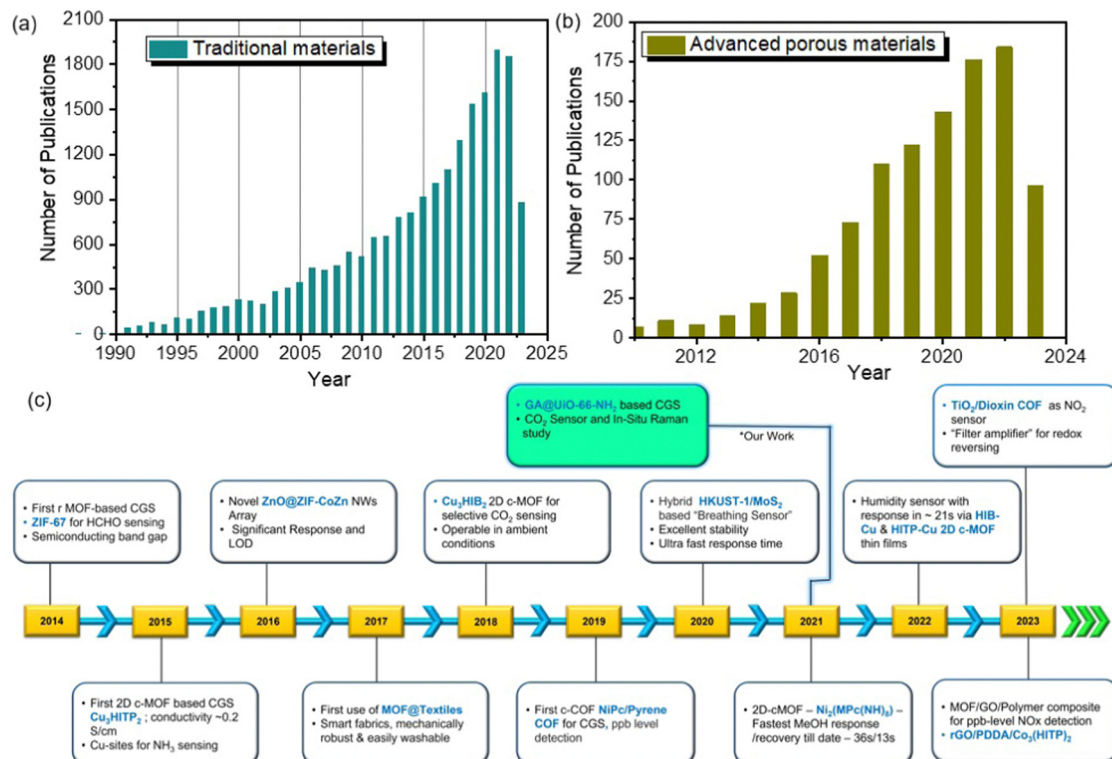 (a)
Traditional materials
Number of Publications
2100
1800
1500
1200
900
600
300
0
1990
1995
2000
2005
2010
2015
2020
2025
Year
(b)
Advanced porous materials
Number of Publications
200
175
150
125
100
75
50
25
0
2012
2016
2020
2024
Year
(c)
• GA@UiO-66-NH2 based CGS
• CO2 Sensor and In-Situ Raman
study
*Our Work
• TiO2/Dioxin COF as NO2
sensor
• "Filter amplifier" for redox
reversing
• First r MOF-based CGS
• ZIF-67 for HCHO sensing
• Semiconducting band gap
• Novel ZnO@ZIF-CoZn NWs
Array
• Significant Response and
LOD
• Cu3HIB2 2D c-MOF for
selective CO2 sensing
• Operable in ambient
conditions
• Hybrid HKUST-1/MoS2
based "Breathing Sensor"
• Excellent stability
• Ultra fast response time
• Humidity sensor with
response in ~ 21s via HIB-
Cu & HITP-Cu 2D c-MOF
thin films
2014
2015
2016
2017
2018
2019
2020
2021
2022
2023
• First 2D c-MOF based CGS
Cu3HITP2 ; conductivity ~0.2
S/cm
• Cu-sites for NH3 sensing
• First use of MOF@Textiles
• Smart fabrics, mechanically
robust & easily washable
• First c-COF NiPc/Pyrene
COF for CGS, ppb level
detection
• 2D-cMOF – Ni2(MPc(NH)8) –
Fastest MeOH response
/recovery till date – 36s/13s
• MOF/GO/Polymer composite
for ppb-level NOx detection
• rGO/PDDA/Co3(HITP)2